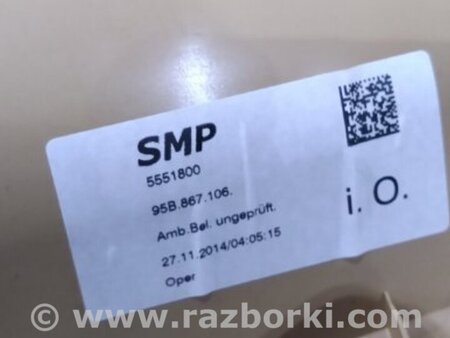 SMP
5551800
95B.867.106.
Amb.Bel. ungeprüft.
27.11.2014/04:05:15
Oper
i. O.
© www.razborki.com